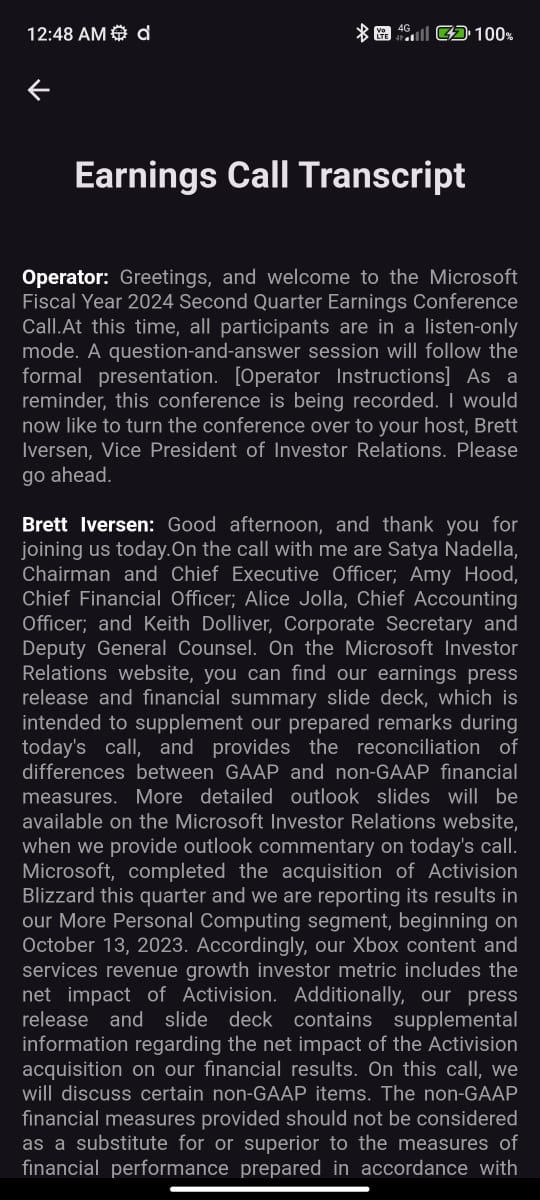 12:48 AM d VoLTE 4G 100%
Earnings Call Transcript
Operator: Greetings, and welcome to the Microsoft
Fiscal Year 2024 Second Quarter Earnings Conference
Call.At this time, all participants are in a listen-only
mode. A question-and-answer session will follow the
formal presentation. [Operator Instructions] As a
reminder, this conference is being recorded. I would
now like to turn the conference over to your host, Brett
Iversen, Vice President of Investor Relations. Please
go ahead.
Brett Iversen: Good afternoon, and thank you for
joining us today.On the call with me are Satya Nadella,
Chairman and Chief Executive Officer; Amy Hood,
Chief Financial Officer; Alice Jolla, Chief Accounting
Officer; and Keith Dolliver, Corporate Secretary and
Deputy General Counsel. On the Microsoft Investor
Relations website, you can find our earnings press
release and financial summary slide deck, which is
intended to supplement our prepared remarks during
today's call, and provides the reconciliation of
differences between GAAP and non-GAAP financial
measures. More detailed outlook slides will be
available on the Microsoft Investor Relations website,
when we provide outlook commentary on today's call.
Microsoft, completed the acquisition of Activision
Blizzard this quarter and we are reporting its results in
our More Personal Computing segment, beginning on
October 13, 2023. Accordingly, our Xbox content and
services revenue growth investor metric includes the
net impact of Activision. Additionally, our press
release and slide deck contains supplemental
information regarding the net impact of the Activision
acquisition on our financial results. On this call, we
will discuss certain non-GAAP items. The non-GAAP
financial measures provided should not be considered
as a substitute for or superior to the measures of
financial performance prepared in accordance with